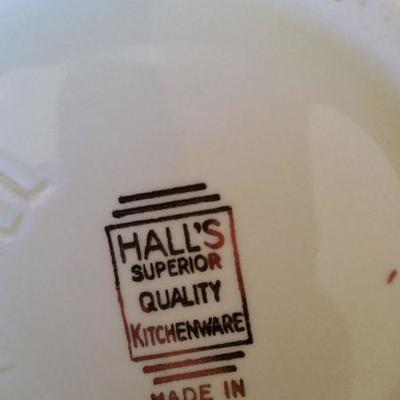 HALL'S
SUPERIOR
QUALITY
KITCHENWARE
MADE IN